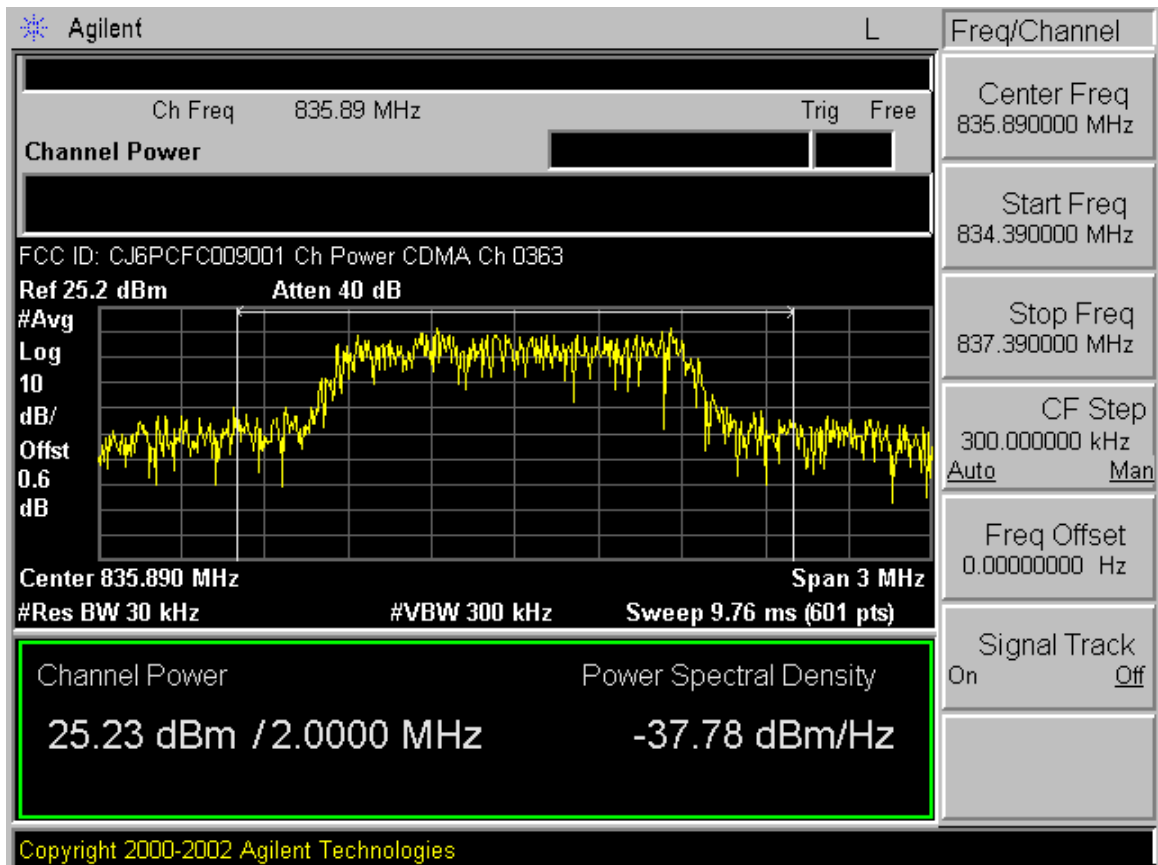 Agilent L
Freq/Channel
Ch Freq 835.89 MHz Trig Free
Channel Power
FCC ID: CJ6PCFC009001 Ch Power CDMA Ch 0363
Ref 25.2 dBm Atten 40 dB
#Avg
Log
10
dB/
Offst
0.6
dB
Center 835.890 MHz Span 3 MHz
#Res BW 30 kHz #VBW 300 kHz Sweep 9.76 ms (601 pts)
Channel Power Power Spectral Density
25.23 dBm / 2.0000 MHz -37.78 dBm/Hz
Copyright 2000-2002 Agilent Technologies
Center Freq
835.890000 MHz
Start Freq
834.390000 MHz
Stop Freq
837.390000 MHz
CF Step
300.000000 kHz
Auto Man
Freq Offset
0.00000000 Hz
Signal Track
On Off